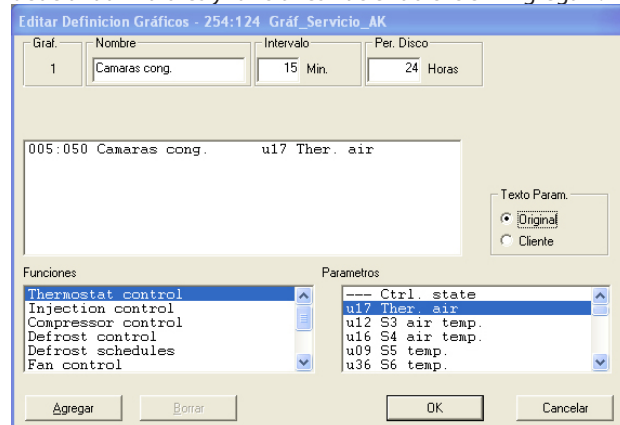 Editar Definicion Gráficos - 254:124 Gráf_Servicio_AK
Graf. Nombre Intervalo Per. Disco
1 Camaras cong. 15 Min. 24 Horas
005:050 Camaras cong. u17 Ther. air
Texto Param.
Original
Cliente
Funciones Parametros
Thermostat control --- Ctrl. state
Injection control u17 Ther. air
Compressor control u12 S3 air temp.
Defrost control u16 S4 air temp.
Defrost schedules u09 S5 temp.
Fan control u36 S6 temp.
Agregar Borrar OK Cancelar